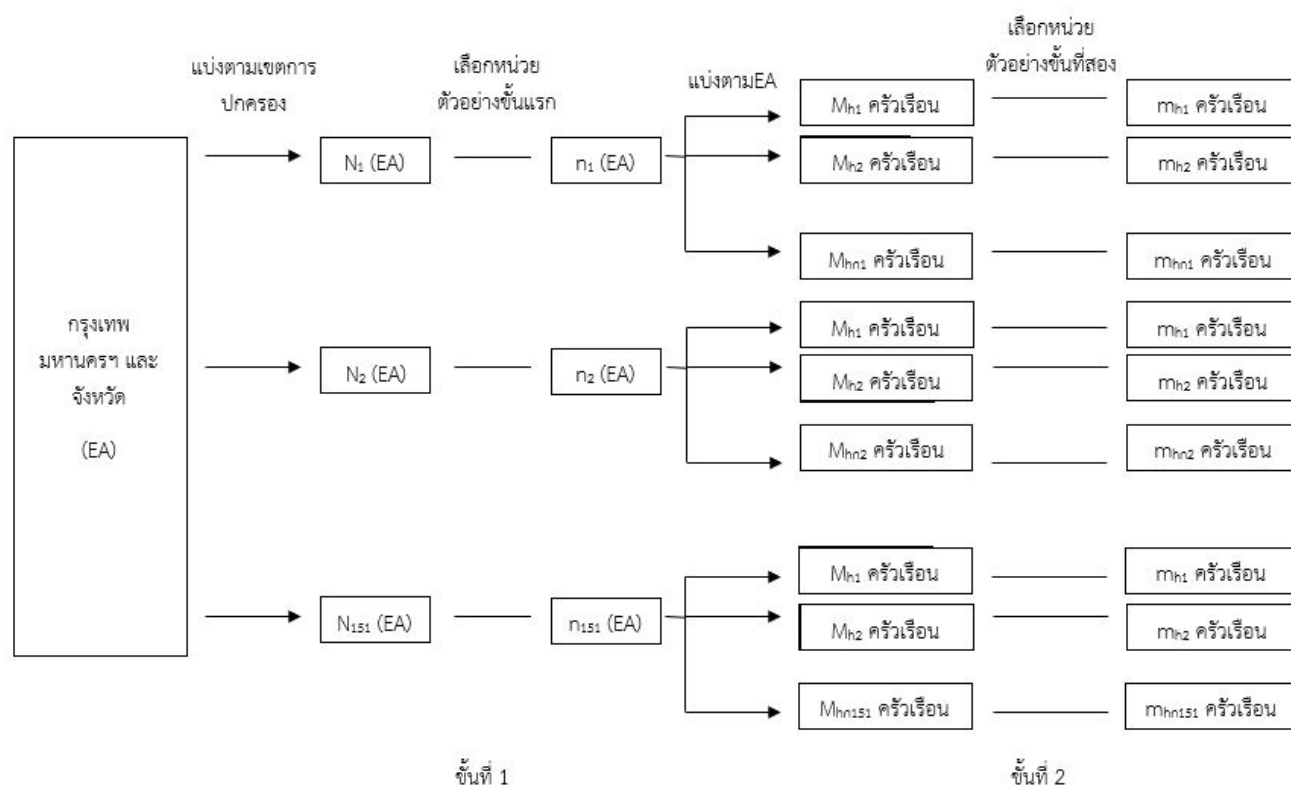 แบ่งตามเขตการ
ปกครอง
เลือกหน่วย
ตัวอย่างขั้นแรก
แบ่งตามEA
เลือกหน่วย
ตัวอย่างขั้นที่สอง
กรุงเทพ
มหานครฯ และ
จังหวัด
(EA)
N₁ (EA)
n₁ (EA)
Mₕ₁ ครัวเรือน
mₕ₁ ครัวเรือน
Mₕ₂ ครัวเรือน
mₕ₂ ครัวเรือน
Mₕₙ₁ ครัวเรือน
mₕₙ₁ ครัวเรือน
N₂ (EA)
n₂ (EA)
Mₕ₁ ครัวเรือน
mₕ₁ ครัวเรือน
Mₕ₂ ครัวเรือน
mₕ₂ ครัวเรือน
Mₕₙ₂ ครัวเรือน
mₕₙ₂ ครัวเรือน
N₁₅₁ (EA)
n₁₅₁ (EA)
Mₕ₁ ครัวเรือน
mₕ₁ ครัวเรือน
Mₕ₂ ครัวเรือน
mₕ₂ ครัวเรือน
Mₕₙ₁₅₁ ครัวเรือน
mₕₙ₁₅₁ ครัวเรือน
ขั้นที่ 1
ขั้นที่ 2